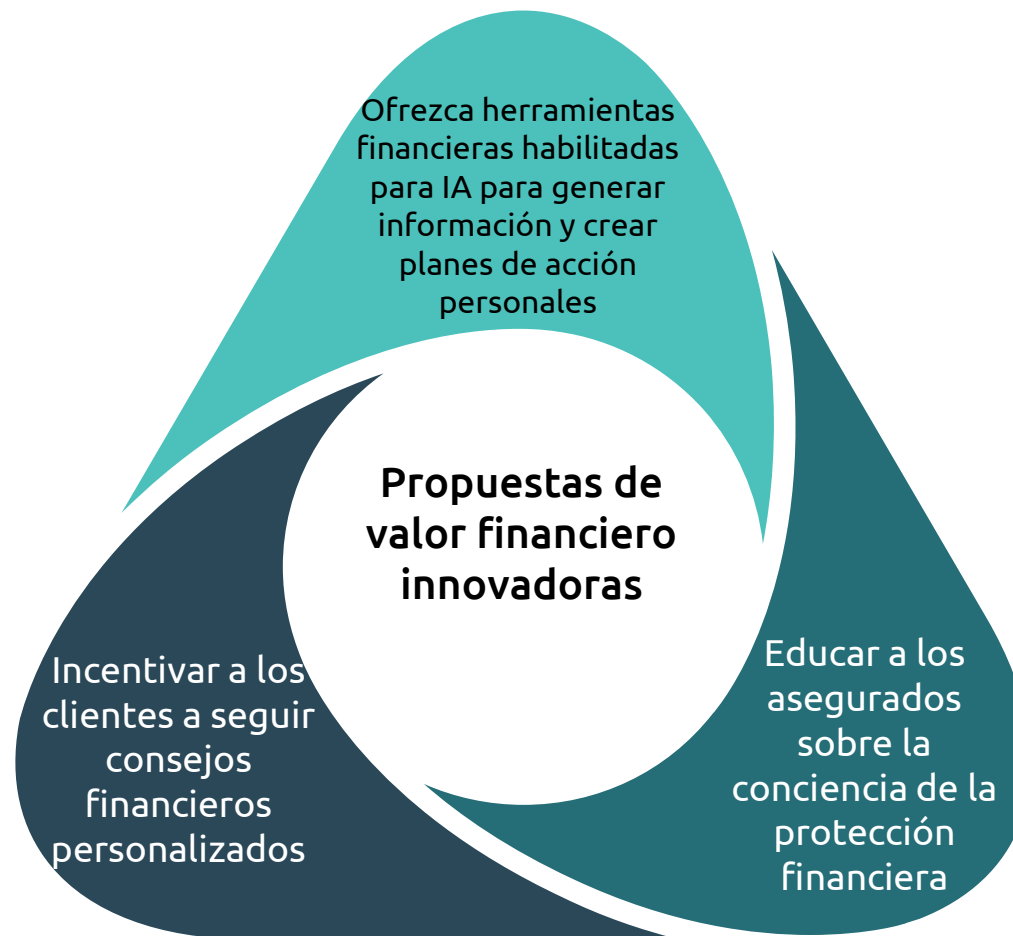 Ofrezca herramientas
financieras habilitadas
para IA para generar
información y crear
planes de acción
personales
Propuestas de
valor financiero
innovadoras
Incentivar a los
clientes a seguir
consejos
financieros
personalizados
Educar a los
asegurados
sobre la
conciencia de la
protección
financiera